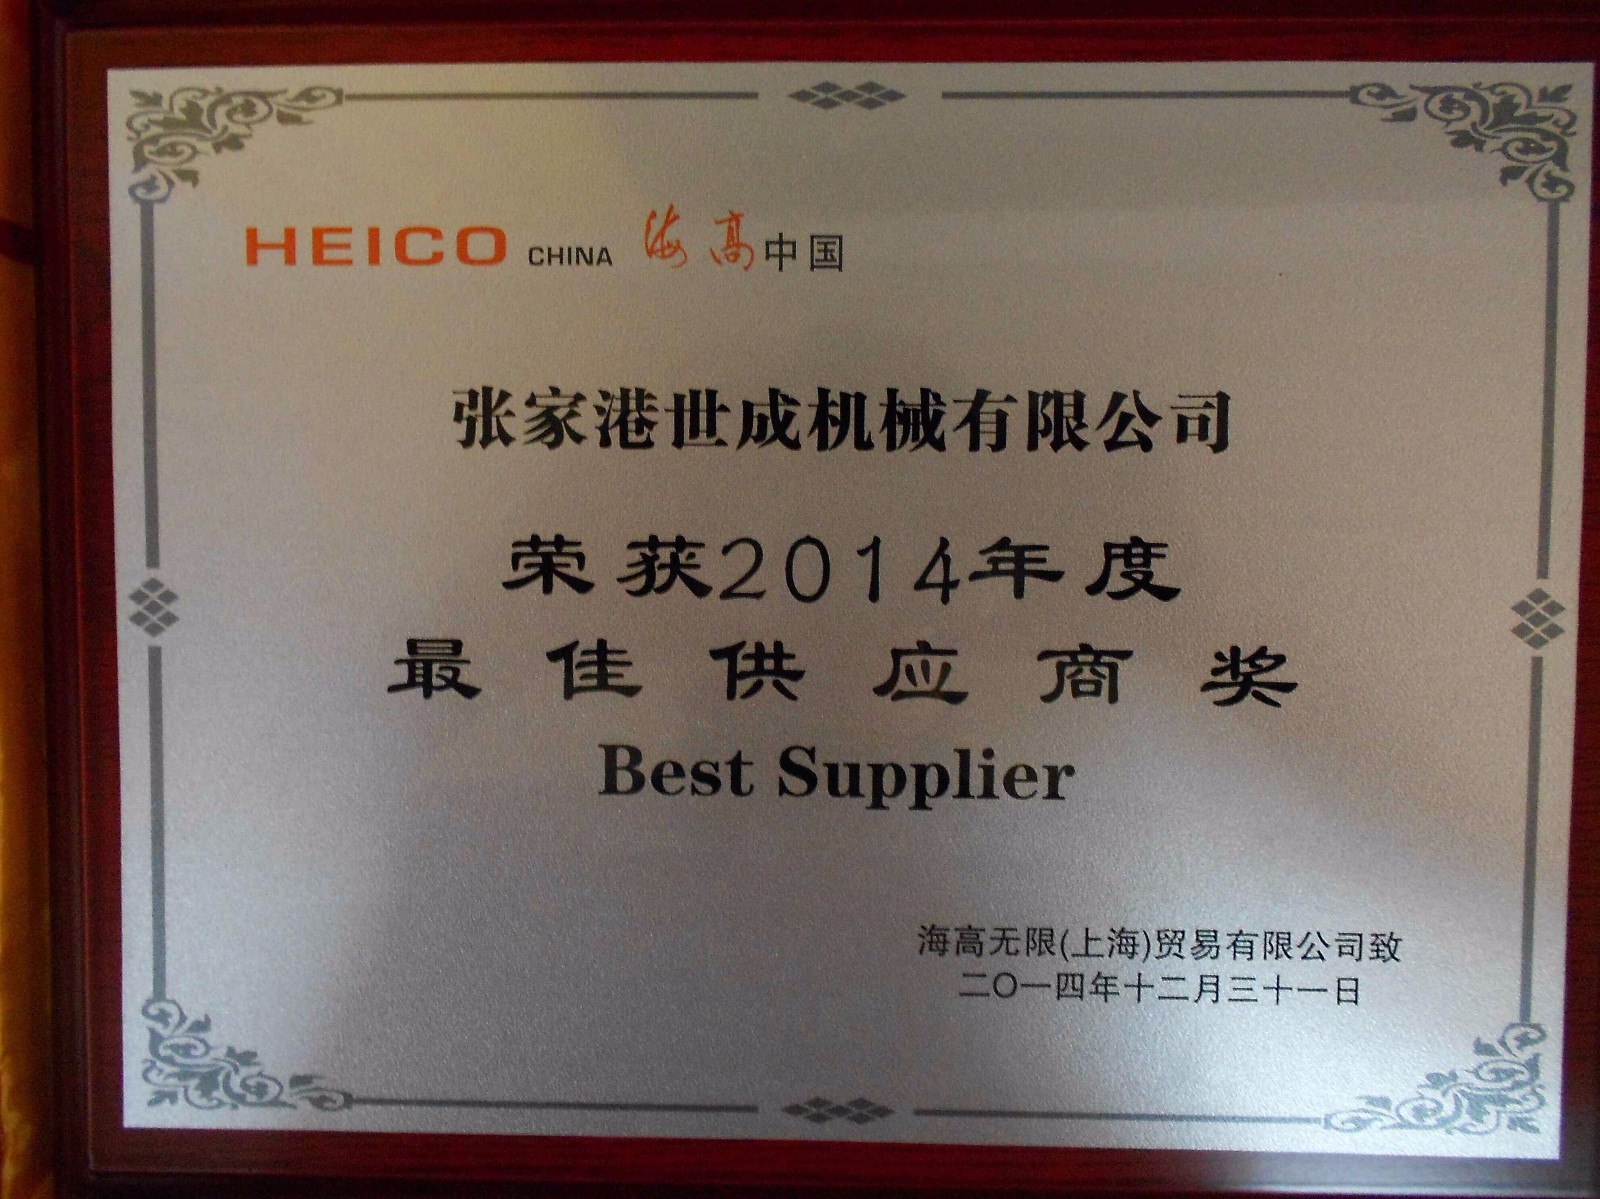 HEICO CHINA 海高中国
张家港世成机械有限公司
荣获2014年度
最佳供应商奖
Best Supplier
海高无限(上海)贸易有限公司致
二〇一四年十二月三十一日